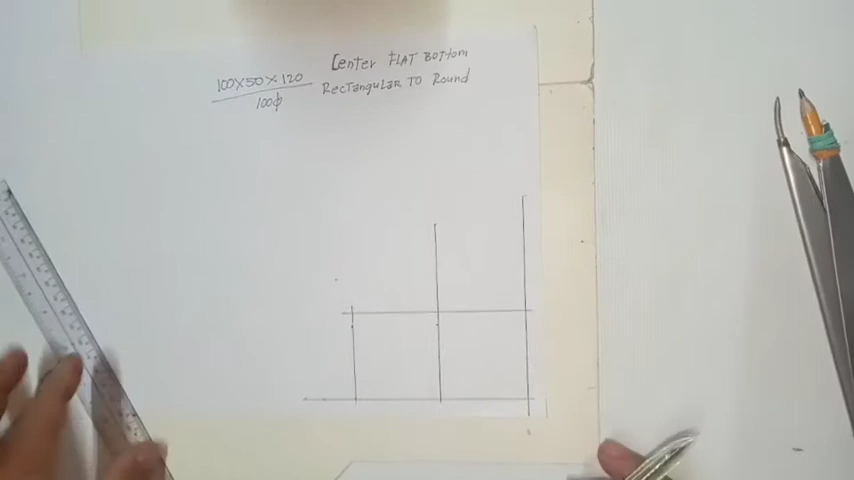 100X50X120
100ϕ
Center FLAT BOTTOM
RECTangulaR TO Round